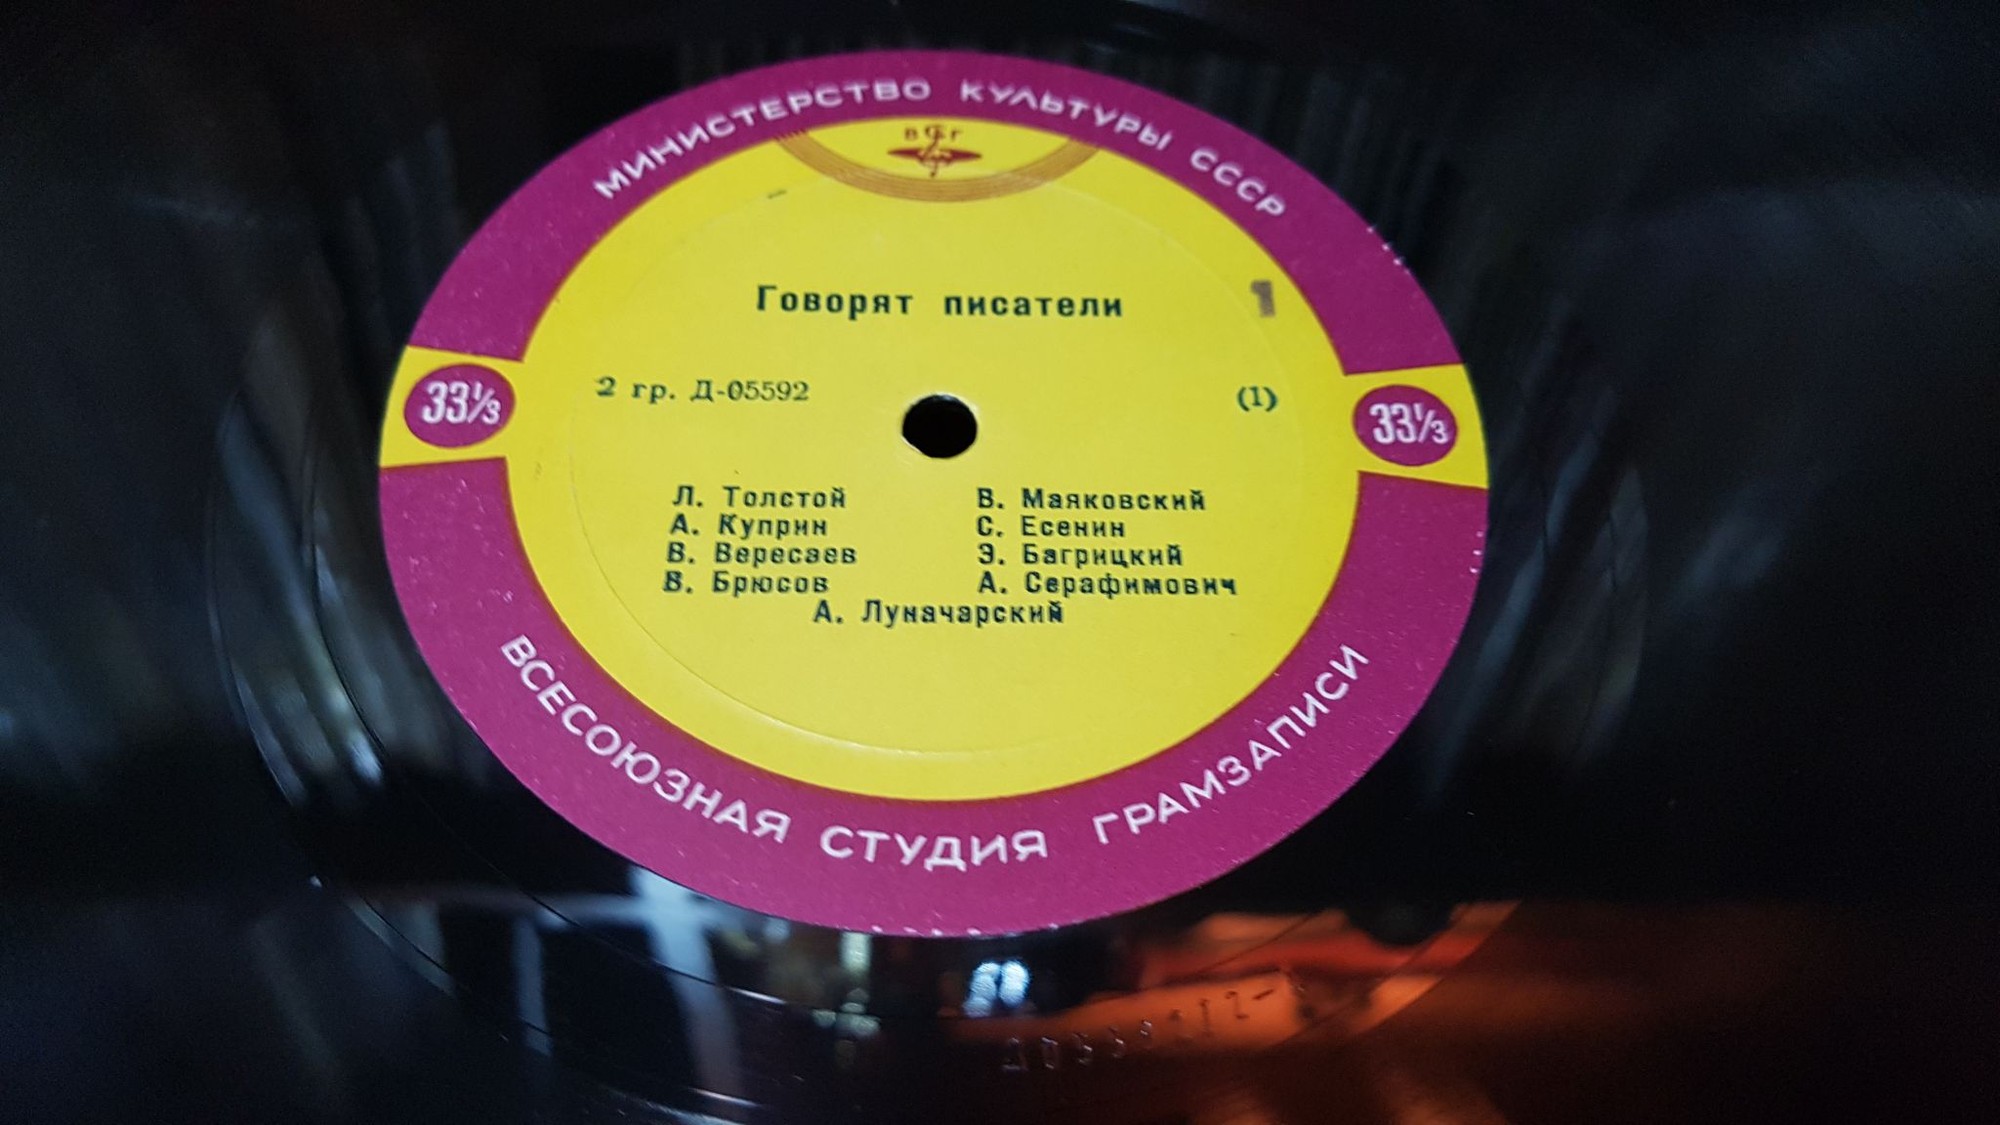 МИНИСТЕРСТВО КУЛЬТУРЫ СССР
ВСГ
Говорят писатели 1
33⅓ 2 гр. Д-05592 (1) 33⅓
Л. Толстой В. Маяковский
А. Куприн С. Есенин
В. Вересаев Э. Багрицкий
В. Брюсов А. Серафимович
А. Луначарский
ВСЕСОЮЗНАЯ СТУДИЯ ГРАМЗАПИСИ